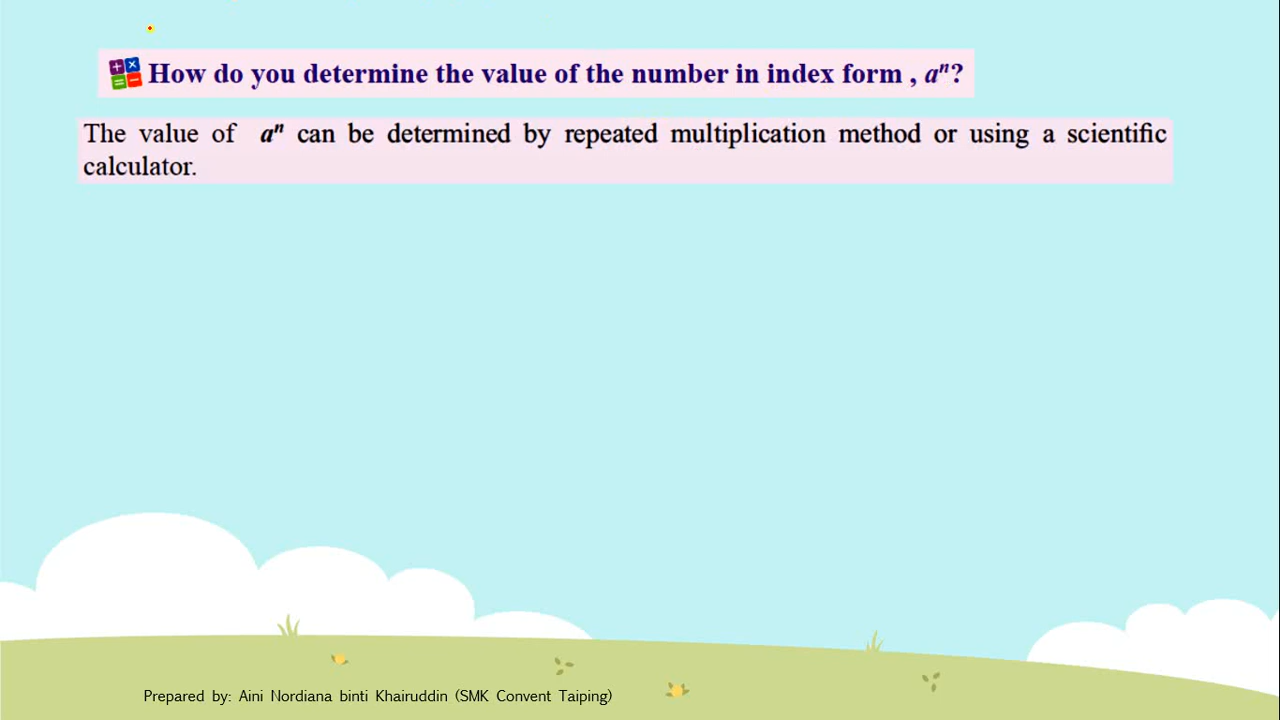 How do you determine the value of the number in index form , aⁿ?
The value of aⁿ can be determined by repeated multiplication method or using a scientific
calculator.
Prepared by: Aini Nordiana binti Khairuddin (SMK Convent Taiping)